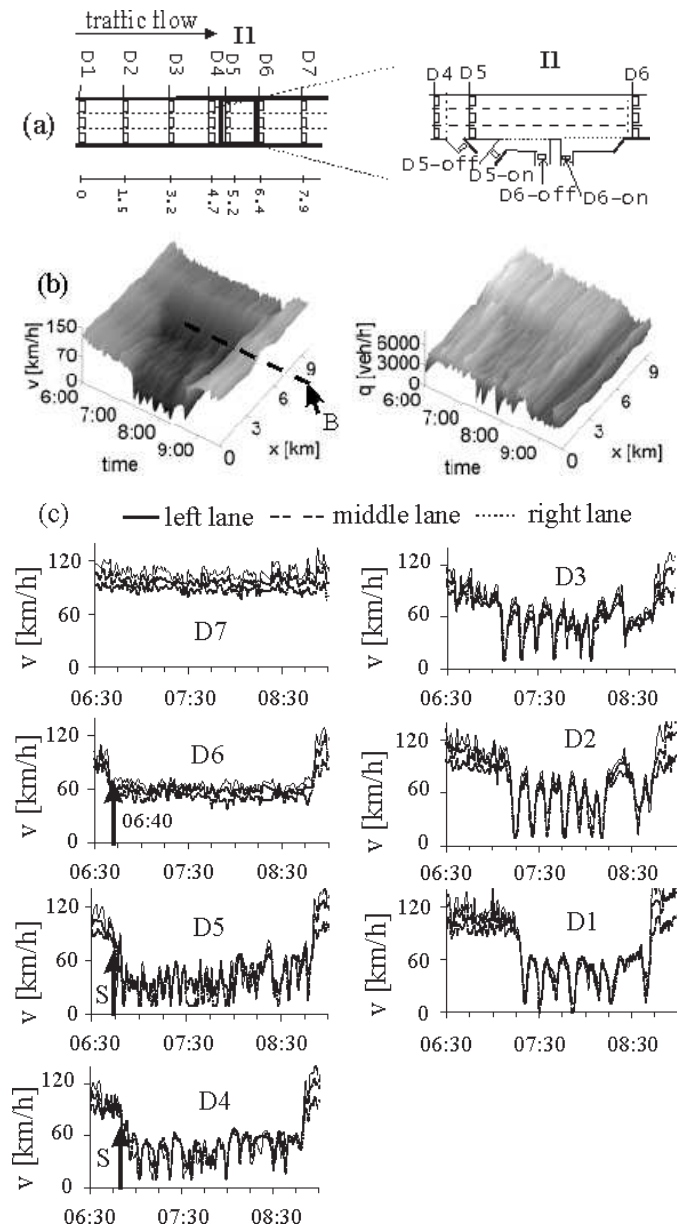 traffic flow
I1
D1
D2
D3
D4
D5
D6
D7
(a)
0
1.5
3.2
4.7
5.2
6.4
7.9
I1
D4 D5 D6
D5-off
D5-on
D6-off
D6-on
(b)
v [km/h]
150
70
0
6:00
7:00
8:00
9:00
time
0
3
6
9
x [km]
B
q [veh/h]
6000
3000
0
6:00
7:00
8:00
9:00
time
0
3
6
9
x [km]
(c) left lane middle lane right lane
v [km/h]
120
60
0
D7
06:30 07:30 08:30
v [km/h]
120
60
0
D3
06:30 07:30 08:30
v [km/h]
120
60
0
D6
06:40
06:30 07:30 08:30
v [km/h]
120
60
0
D2
06:30 07:30 08:30
v [km/h]
120
60
0
D5
S
06:30 07:30 08:30
v [km/h]
120
60
0
D1
06:30 07:30 08:30
v [km/h]
120
60
0
D4
S
06:30 07:30 08:30